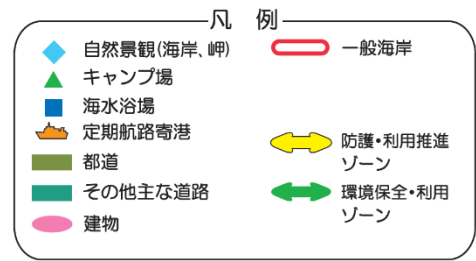 凡 例
自然景観(海岸、岬)
キャンプ場
海水浴場
定期航路寄港
都道
その他主な道路
建物
一般海岸
防護・利用推進
ゾーン
環境保全・利用
ゾーン